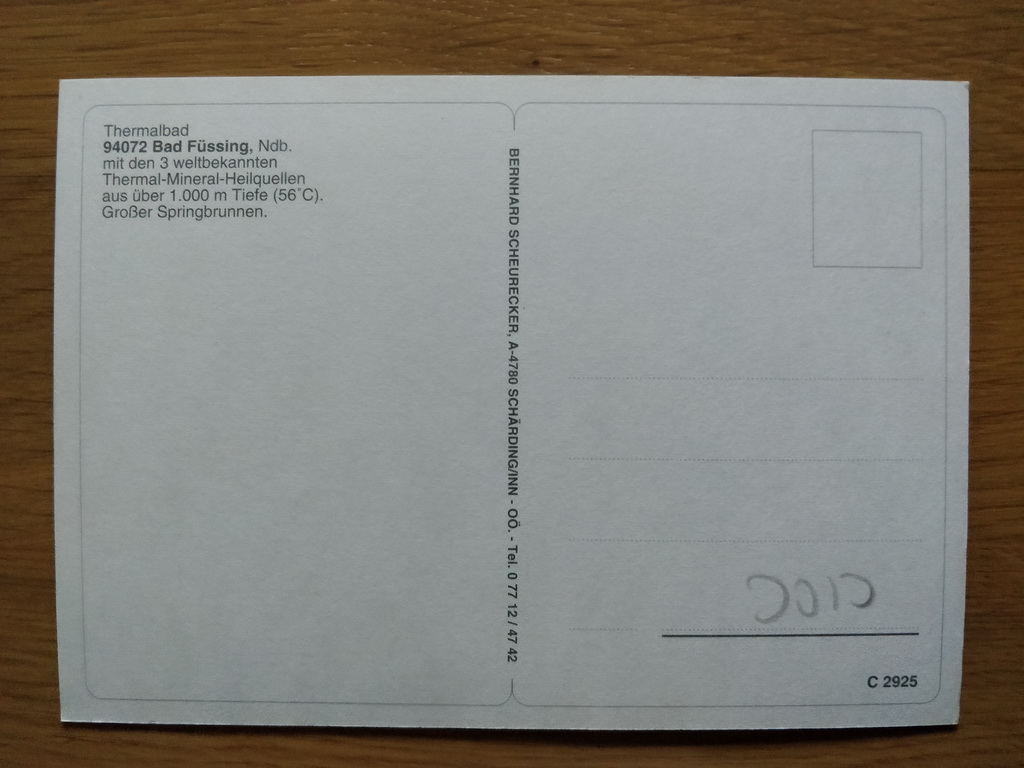 Thermalbad
94072 Bad Füssing, Ndb.
mit den 3 weltbekannten
Thermal-Mineral-Heilquellen
aus über 1.000 m Tiefe (56°C).
Großer Springbrunnen.
BERNHARD SCHEURECKER, A-4780 SCHÄRDING/INN - OÖ. - Tel. 0 77 12 / 47 42
C 2925